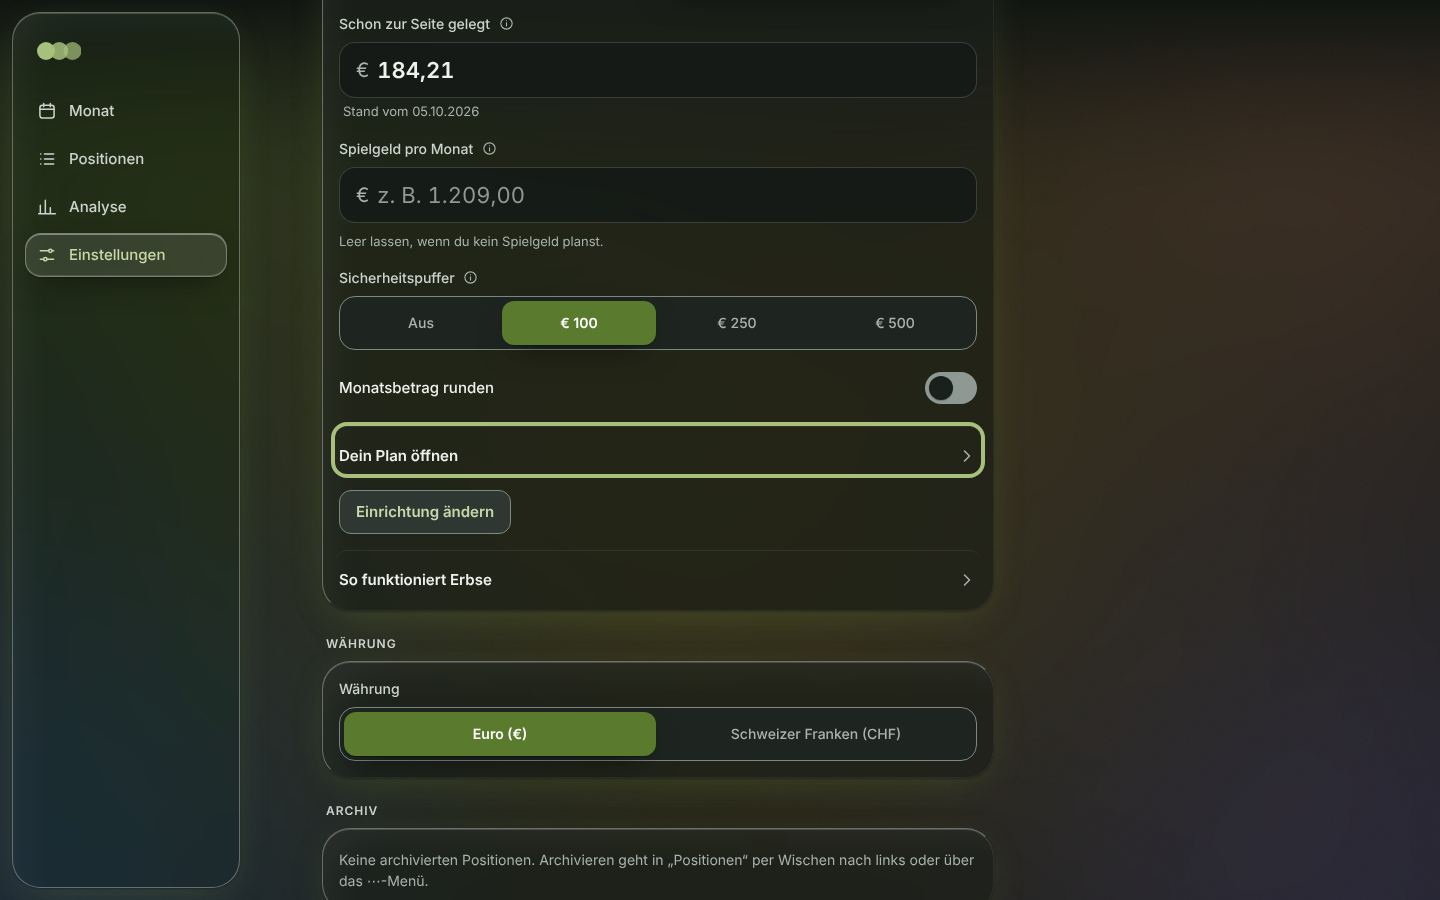 Monat
Positionen
Analyse
Einstellungen
Schon zur Seite gelegt
€ 184,21
Stand vom 05.10.2026
Spielgeld pro Monat
€ z. B. 1.209,00
Leer lassen, wenn du kein Spielgeld planst.
Sicherheitspuffer
Aus € 100 € 250 € 500
Monatsbetrag runden
Dein Plan öffnen
Einrichtung ändern
So funktioniert Erbse
WÄHRUNG
Währung
Euro (€) Schweizer Franken (CHF)
ARCHIV
Keine archivierten Positionen. Archivieren geht in „Positionen“ per Wischen nach links oder über
das ···-Menü.